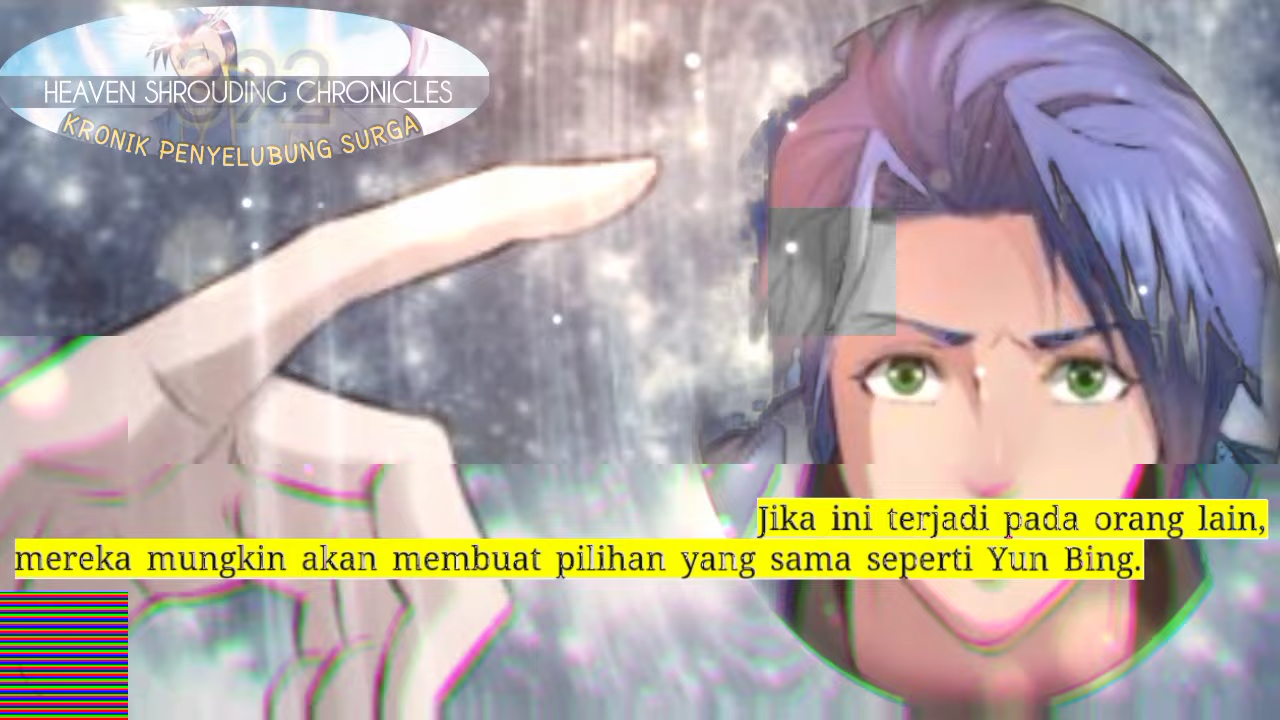 392
HEAVEN SHROUDING CHRONICLES
KRONIK PENYELUBUNG SURGA
Jika ini terjadi pada orang lain,
mereka mungkin akan membuat pilihan yang sama seperti Yun Bing.